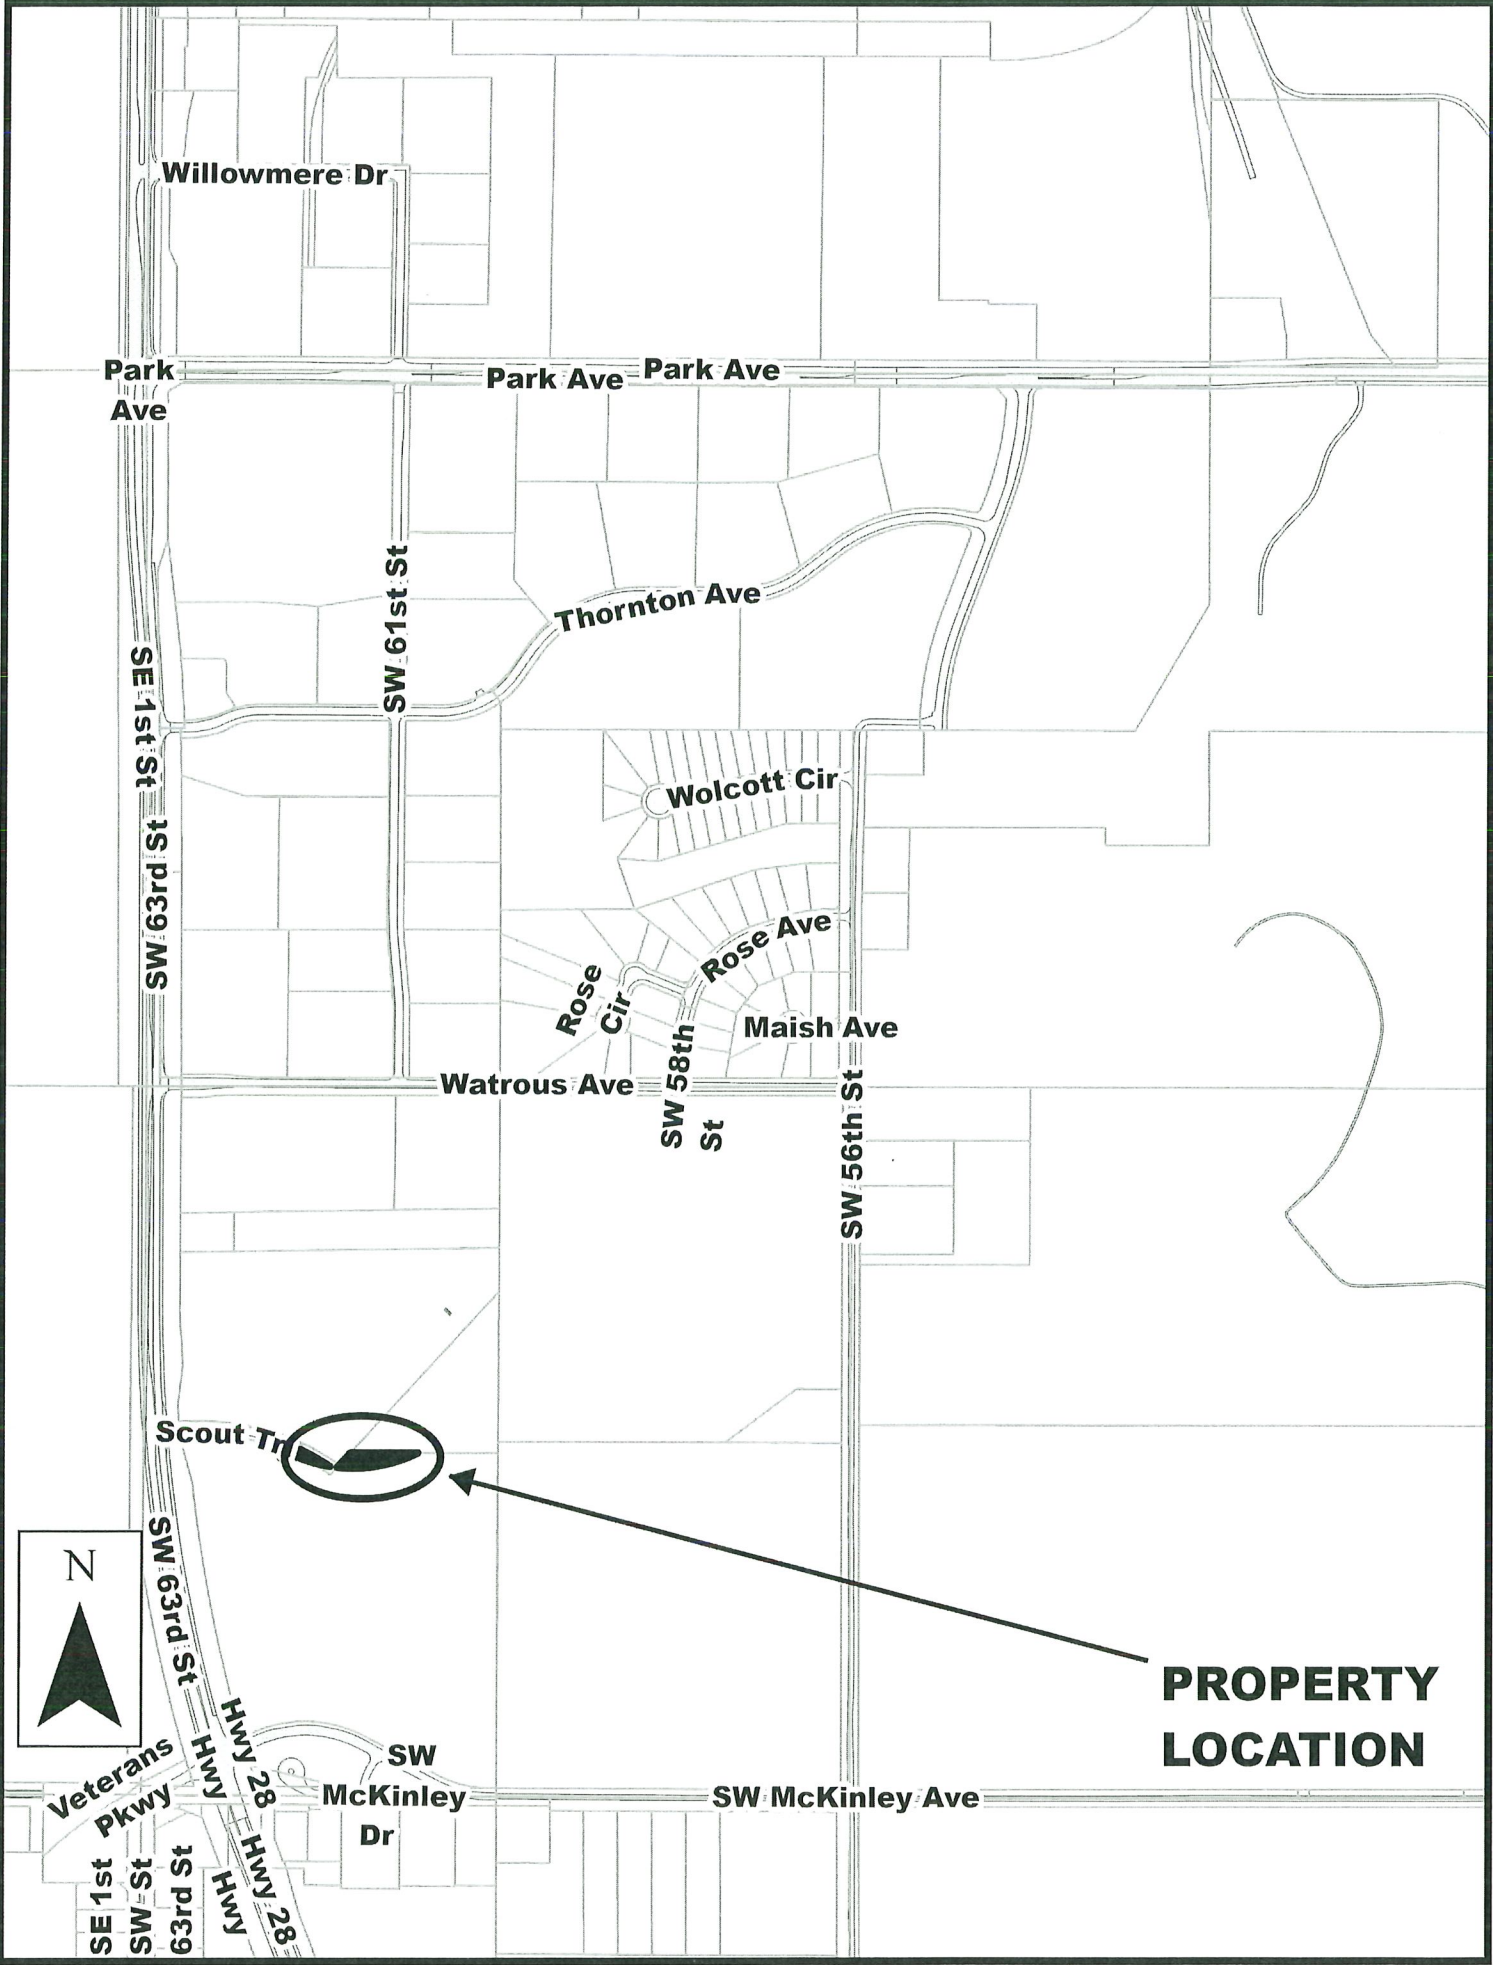 Willowmere Dr
Park
Ave
Park Ave
Park Ave
SW 61st St
Thornton Ave
SE 1st St
Wolcott Cir
SW 63rd St
Rose Ave
Rose
Cir
Maish Ave
Watrous Ave
SW 58th
St
SW 56th St
Scout Trl
N
SW 63rd St
PROPERTY
LOCATION
Hwy 28
Hwy
Veterans
Pkwy
SW
McKinley
Dr
SW McKinley Ave
SE 1st
St
SW
63rd St
Hwy 28
Hwy